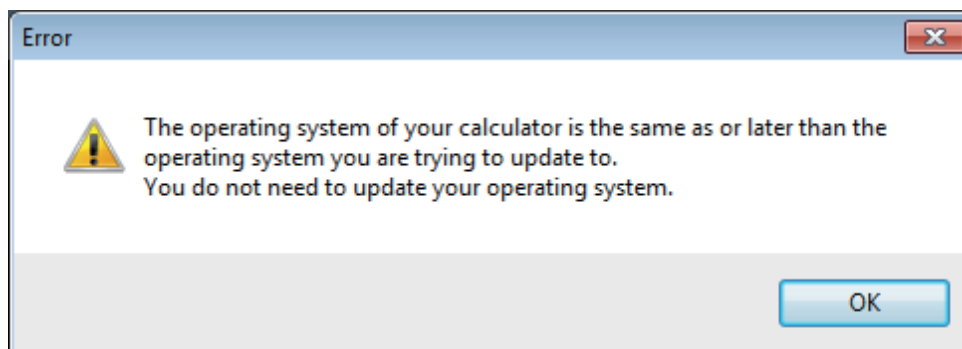 Error
The operating system of your calculator is the same as or later than the
operating system you are trying to update to.
You do not need to update your operating system.
OK